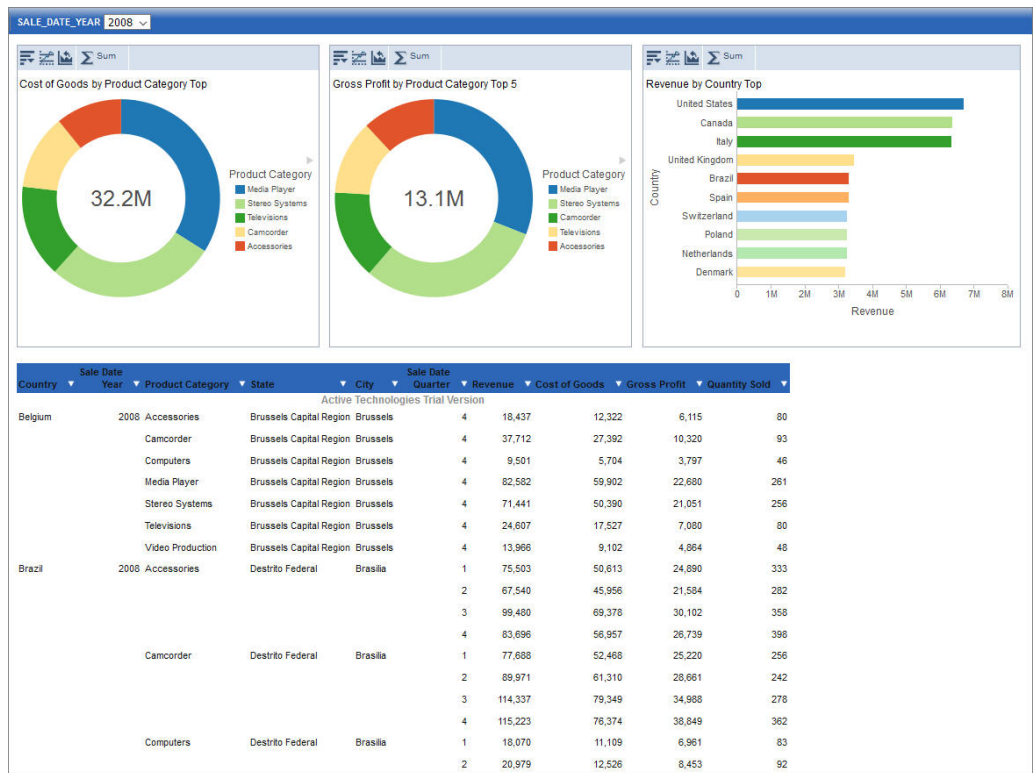 SALE_DATE_YEAR 2008
Sum
Cost of Goods by Product Category Top
32.2M
Product Category
Media Player
Stereo Systems
Televisions
Camcorder
Accessories
Sum
Gross Profit by Product Category Top 5
13.1M
Product Category
Media Player
Stereo Systems
Camcorder
Televisions
Accessories
Sum
Revenue by Country Top
Country
United States
Canada
Italy
United Kingdom
Brazil
Spain
Switzerland
Poland
Netherlands
Denmark
0 1M 2M 3M 4M 5M 6M 7M 8M
Revenue
Country Sale Date Year Product Category State City Sale Date Quarter Revenue Cost of Goods Gross Profit Quantity Sold
Active Technologies Trial Version
Belgium 2008 Accessories Brussels Capital Region Brussels 4 18,437 12,322 6,115 80
Camcorder Brussels Capital Region Brussels 4 37,712 27,392 10,320 93
Computers Brussels Capital Region Brussels 4 9,501 5,704 3,797 46
Media Player Brussels Capital Region Brussels 4 82,582 59,902 22,680 261
Stereo Systems Brussels Capital Region Brussels 4 71,441 50,390 21,051 256
Televisions Brussels Capital Region Brussels 4 24,607 17,527 7,080 80
Video Production Brussels Capital Region Brussels 4 13,966 9,102 4,864 48
Brazil 2008 Accessories Destrito Federal Brasilia 1 75,503 50,613 24,890 333
2 67,540 45,956 21,584 282
3 99,480 69,378 30,102 358
4 83,696 56,957 26,739 398
Camcorder Destrito Federal Brasilia 1 77,688 52,468 25,220 256
2 89,971 61,310 28,661 242
3 114,337 79,349 34,988 278
4 115,223 76,374 38,849 362
Computers Destrito Federal Brasilia 1 18,070 11,109 6,961 83
2 20,979 12,526 8,453 92